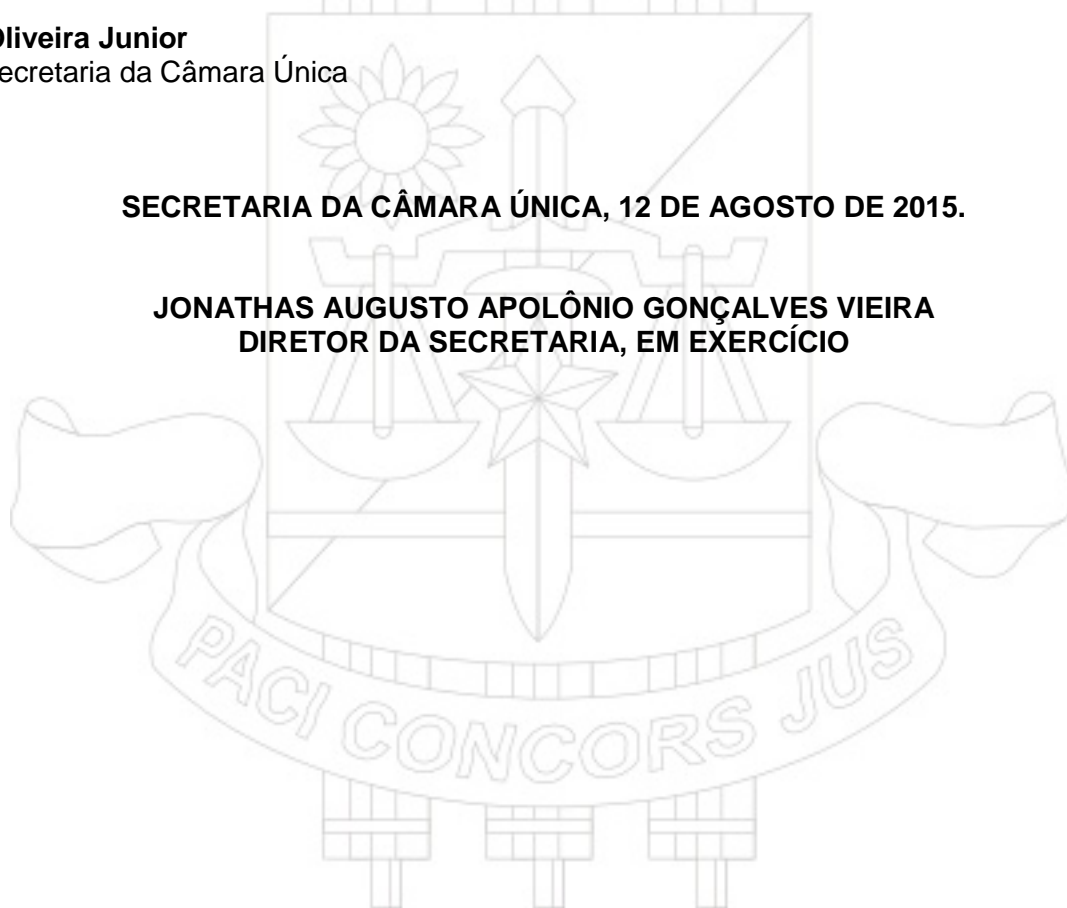 Oliveira Junior
ecretaria da Câmara Única
SECRETARIA DA CÂMARA ÚNICA, 12 DE AGOSTO DE 2015.
JONATHAS AUGUSTO APOLÔNIO GONÇALVES VIEIRA
DIRETOR DA SECRETARIA, EM EXERCÍCIO
PACI CONCORS JUS